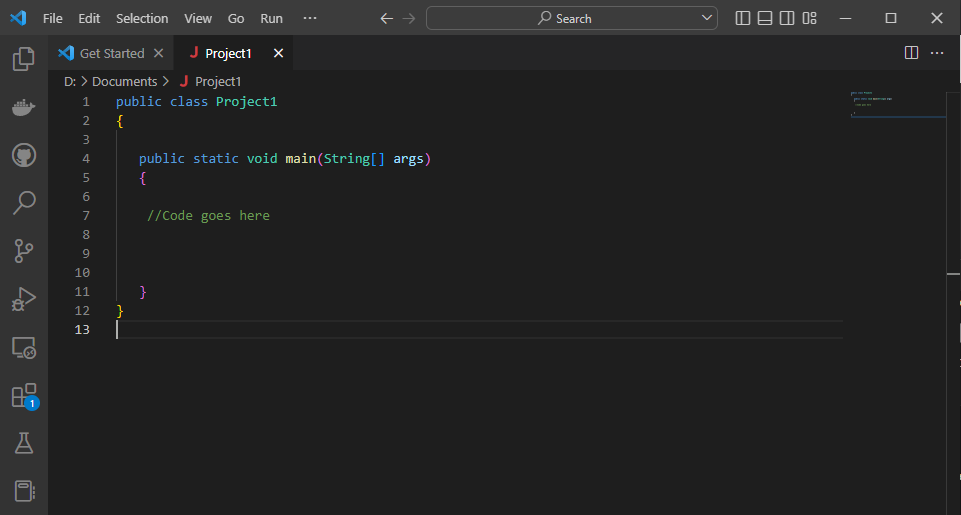 File Edit Selection View Go Run ··· Search
Get Started Project1
D: > Documents > Project1
1 public class Project1
2 {
3
4 public static void main(String[] args)
5 {
6
7 //Code goes here
8
9
10
11 }
12 }
13
1